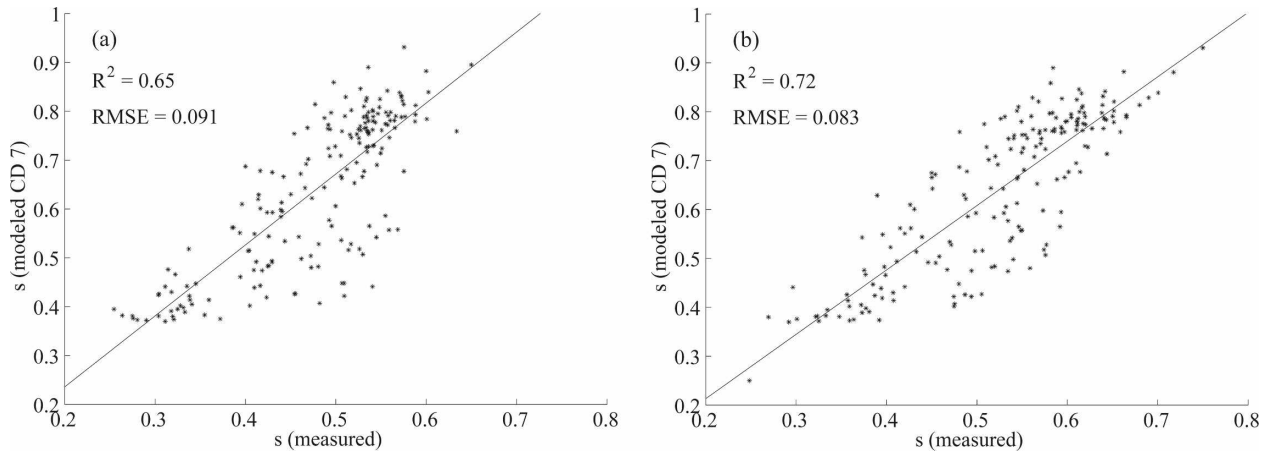 (a)
R² = 0.65
RMSE = 0.091
s (modeled CD 7)
1
0.9
0.8
0.7
0.6
0.5
0.4
0.3
0.2
0.2 0.3 0.4 0.5 0.6 0.7 0.8
s (measured)
(b)
R² = 0.72
RMSE = 0.083
s (modeled CD 7)
1
0.9
0.8
0.7
0.6
0.5
0.4
0.3
0.2
0.2 0.3 0.4 0.5 0.6 0.7 0.8
s (measured)